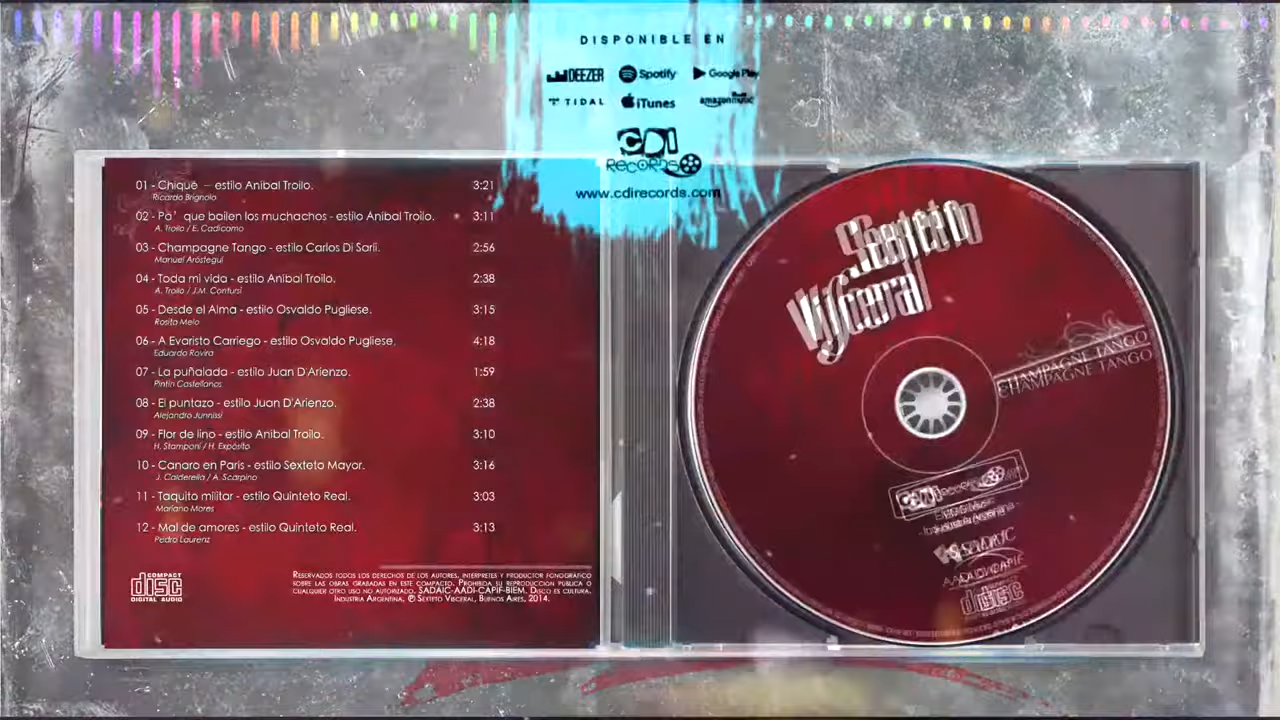 DISPONIBLE EN
DEEZER Spotify Google Play
TIDAL iTunes amazon music
CDI
RECORDS
www.cdirecords.com
01 - Chiqué – estilo Anibal Troilo. 3:21
Ricardo Brignolo
02 - Pa' que bailen los muchachos - estilo Anibal Troilo. 3:11
A. Troilo / E. Cadicamo
03 - Champagne Tango - estilo Carlos Di Sarli. 2:56
Manuel Aróstegui
04 - Toda mi vida - estilo Anibal Troilo. 2:38
A. Troilo / J.M. Contursi
05 - Desde el Alma - estilo Osvaldo Pugliese. 3:15
Rosita Melo
06 - A Evaristo Carriego - estilo Osvaldo Pugliese. 4:18
Eduardo Rovira
07 - La puñalada - estilo Juan D'Arienzo. 1:59
Pintin Castellanos
08 - El puntazo - estilo Juan D'Arienzo. 2:38
Alejandro Junnissi
09 - Flor de lino - estilo Anibal Troilo. 3:10
H. Stamponi / H. Expósito
10 - Canaro en París - estilo Sexteto Mayor. 3:16
J. Calderella / A. Scarpino
11 - Taquito militar - estilo Quinteto Real. 3:03
Mariano Mores
12 - Mal de amores - estilo Quinteto Real. 3:13
Pedro Laurenz
COMPACT
disc
DIGITAL AUDIO
Reservados todos los derechos de los autores, interpretes y productor fonográfico
sobre las obras grabadas en este compacto. Prohibida su reproducción pública o
cualquier otro uso no autorizado. SADAIC-AADI-CAPIF-BIEM. Disco es cultura.
Industria Argentina. ℗ Sexteto Visceral, Buenos Aires, 2014.
Sexteto
Visceral
CHAMPAGNE TANGO
CHAMPAGNE TANGO
SADAIC
AADI CAPIF
disc